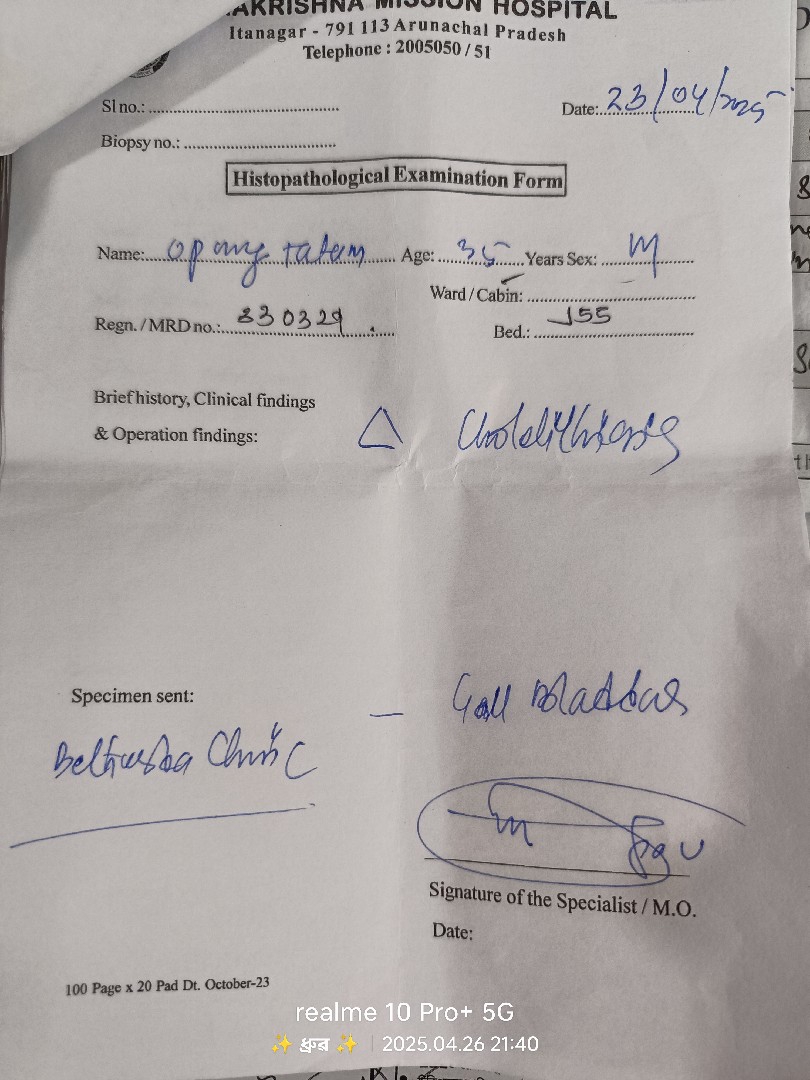 AKRISHNA MISSION HOSPITAL
Itanagar - 791 113 Arunachal Pradesh
Telephone : 2005050 / 51
Sl no.:
Date: 23/04/2025
Biopsy no.:
Histopathological Examination Form
Name: opang tatam Age: 35 Years Sex: M
Ward / Cabin:
Regn. / MRD no.: 830329
Bed.: J55
Brief history, Clinical findings
& Operation findings: △ Cholelithiasis
Specimen sent: – Gall Bladder
Clinic
Signature of the Specialist / M.O.
Date:
100 Page x 20 Pad Dt. October-23
realme 10 Pro+ 5G
✨ ধ্রুব ✨ | 2025.04.26 21:40